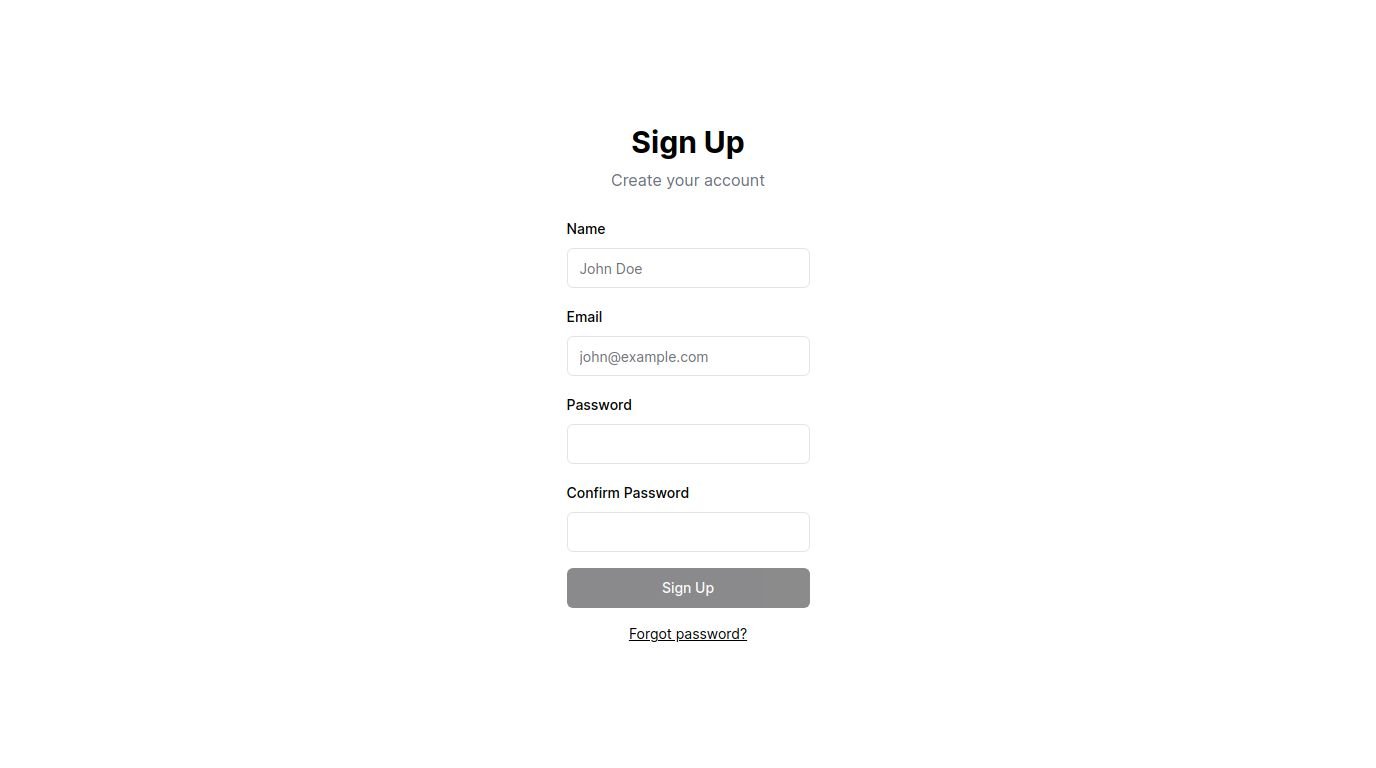 Sign Up
Create your account
Name
John Doe
Email
john@example.com
Password
Confirm Password
Sign Up
Forgot password?